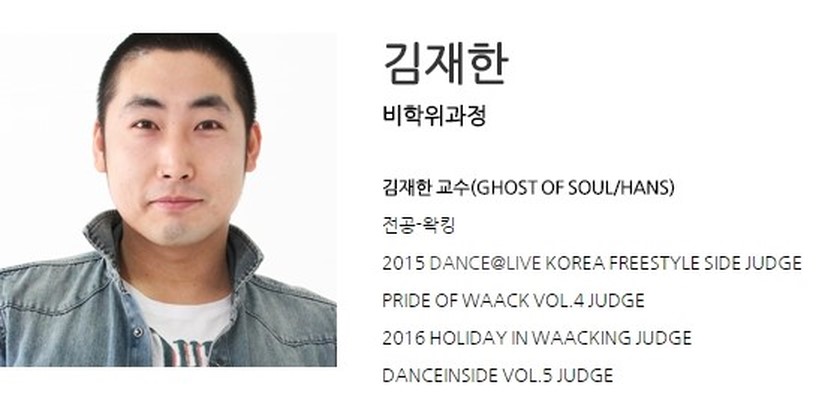 김재한
비학위과정
김재한 교수(GHOST OF SOUL/HANS)
전공-왁킹
2015 DANCE@LIVE KOREA FREESTYLE SIDE JUDGE
PRIDE OF WAACK VOL.4 JUDGE
2016 HOLIDAY IN WAACKING JUDGE
DANCEINSIDE VOL.5 JUDGE